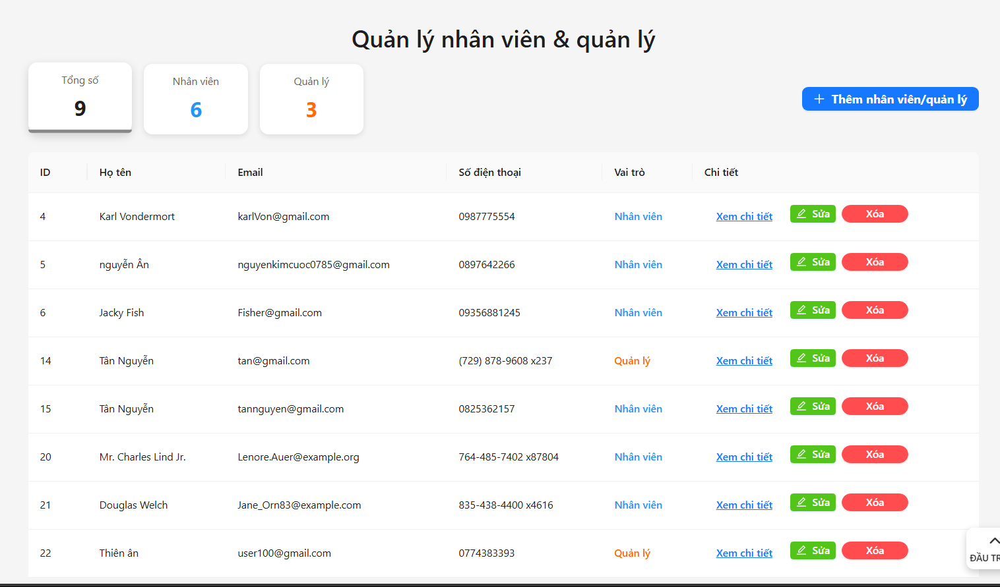 Quản lý nhân viên & quản lý
Tổng số
9
Nhân viên
6
Quản lý
3
Thêm nhân viên/quản lý
ID Họ tên Email Số điện thoại Vai trò Chi tiết
4 Karl Vondermort karlVon@gmail.com 0987775554 Nhân viên Xem chi tiết Sửa Xóa
5 nguyễn Ân nguyenkimcuoc0785@gmail.com 0897642266 Nhân viên Xem chi tiết Sửa Xóa
6 Jacky Fish Fisher@gmail.com 09356881245 Nhân viên Xem chi tiết Sửa Xóa
14 Tân Nguyễn tan@gmail.com (729) 878-9608 x237 Quản lý Xem chi tiết Sửa Xóa
15 Tân Nguyễn tannguyen@gmail.com 0825362157 Nhân viên Xem chi tiết Sửa Xóa
20 Mr. Charles Lind Jr. Lenore.Auer@example.org 764-485-7402 x87804 Nhân viên Xem chi tiết Sửa Xóa
21 Douglas Welch Jane_Orn83@example.com 835-438-4400 x4616 Nhân viên Xem chi tiết Sửa Xóa
22 Thiên ân user100@gmail.com 0774383393 Quản lý Xem chi tiết Sửa Xóa
ĐẦU TR